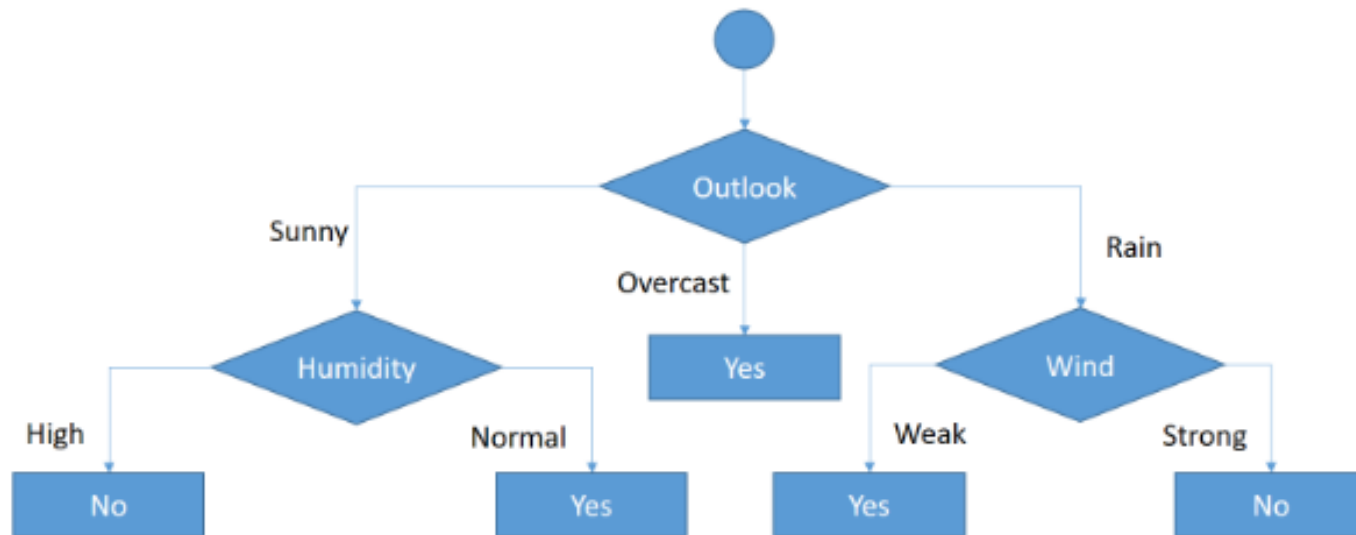 Outlook
Sunny
Rain
Overcast
Humidity
Yes
Wind
High
Normal
Weak
Strong
No
Yes
Yes
No